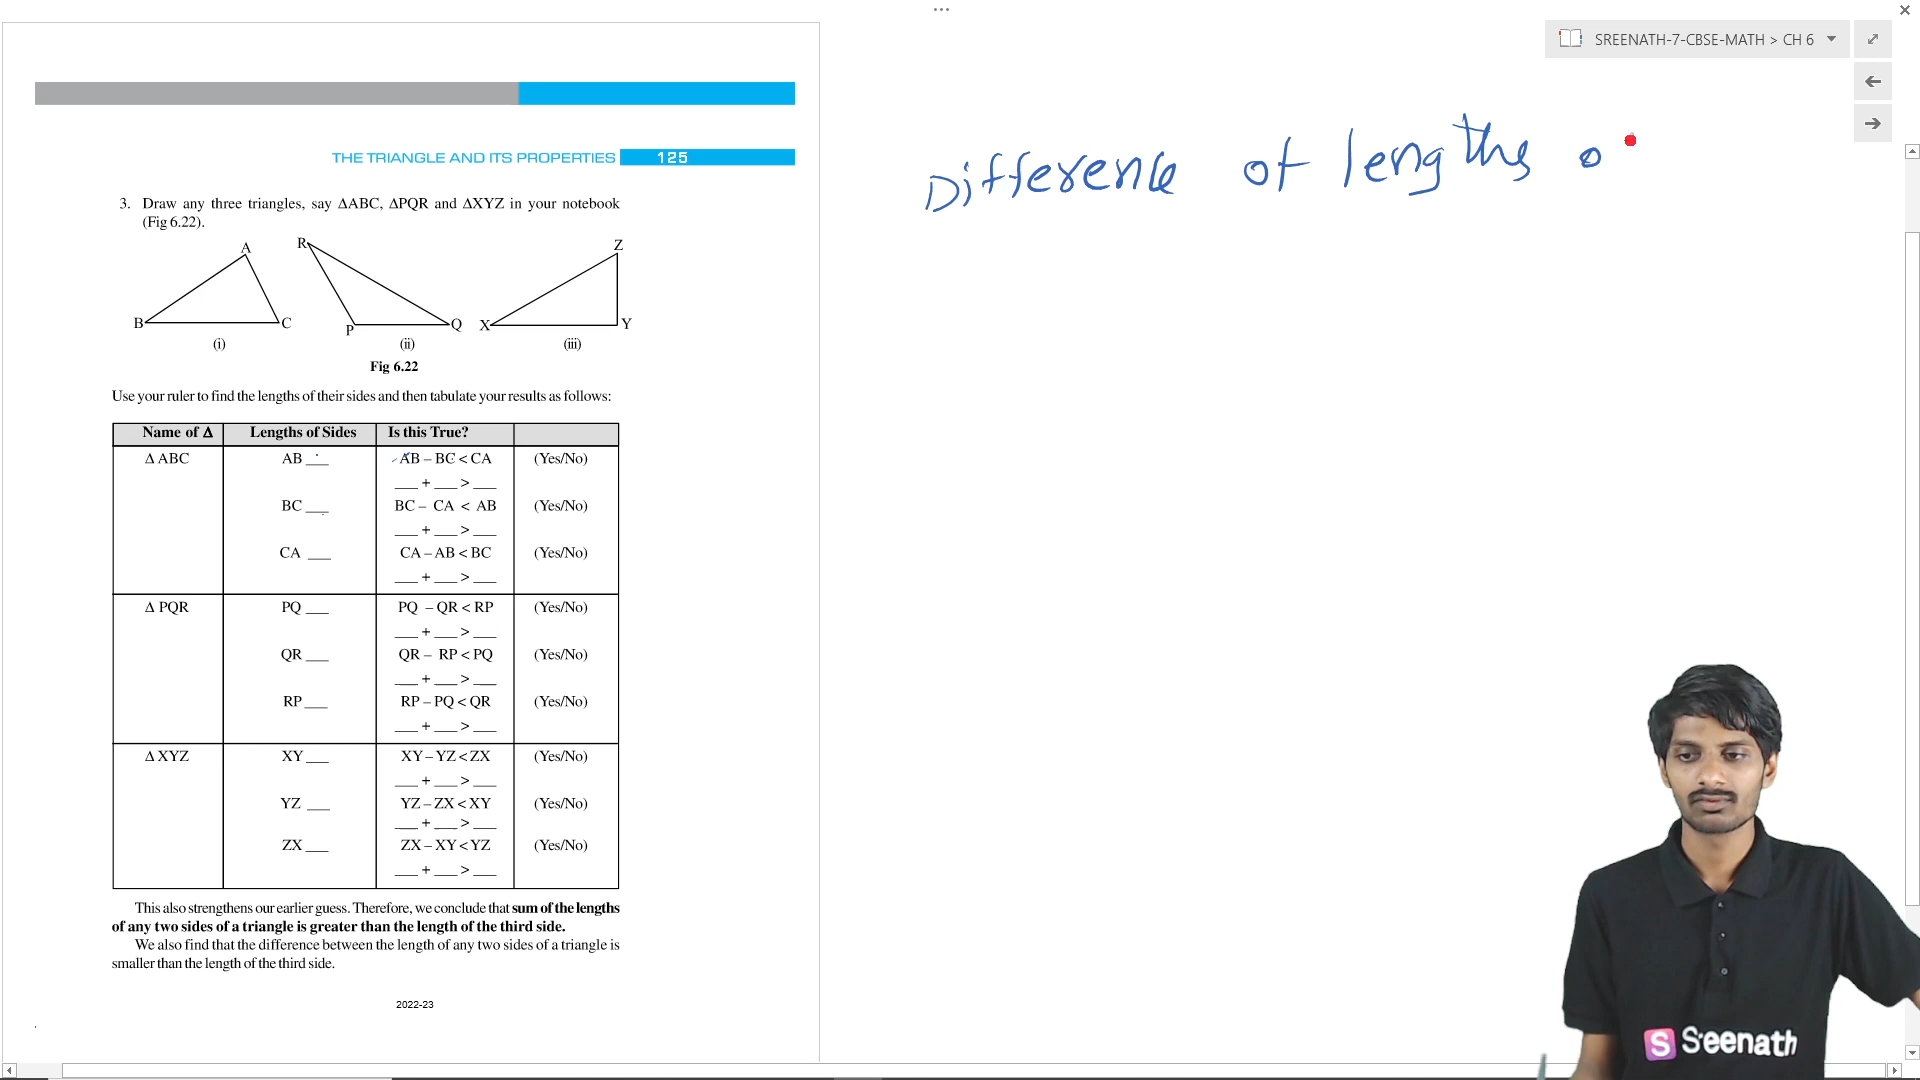 SREENATH-7-CBSE-MATH > CH 6
THE TRIANGLE AND ITS PROPERTIES 125
3. Draw any three triangles, say ΔABC, ΔPQR and ΔXYZ in your notebook
(Fig 6.22).
A R Z
B C P Q X Y
(i) (ii) (iii)
Fig 6.22
Use your ruler to find the lengths of their sides and then tabulate your results as follows:
Name of Δ Lengths of Sides Is this True?
Δ ABC AB ___ AB – BC < CA (Yes/No)
___ + ___ > ___
BC ___ BC – CA < AB (Yes/No)
___ + ___ > ___
CA ___ CA – AB < BC (Yes/No)
___ + ___ > ___
Δ PQR PQ ___ PQ – QR < RP (Yes/No)
___ + ___ > ___
QR ___ QR – RP < PQ (Yes/No)
___ + ___ > ___
RP ___ RP – PQ < QR (Yes/No)
___ + ___ > ___
Δ XYZ XY ___ XY – YZ < ZX (Yes/No)
___ + ___ > ___
YZ ___ YZ – ZX < XY (Yes/No)
___ + ___ > ___
ZX ___ ZX – XY < YZ (Yes/No)
___ + ___ > ___
This also strengthens our earlier guess. Therefore, we conclude that sum of the lengths
of any two sides of a triangle is greater than the length of the third side.
We also find that the difference between the length of any two sides of a triangle is
smaller than the length of the third side.
2022-23
Difference of lengths o
S Sreenath